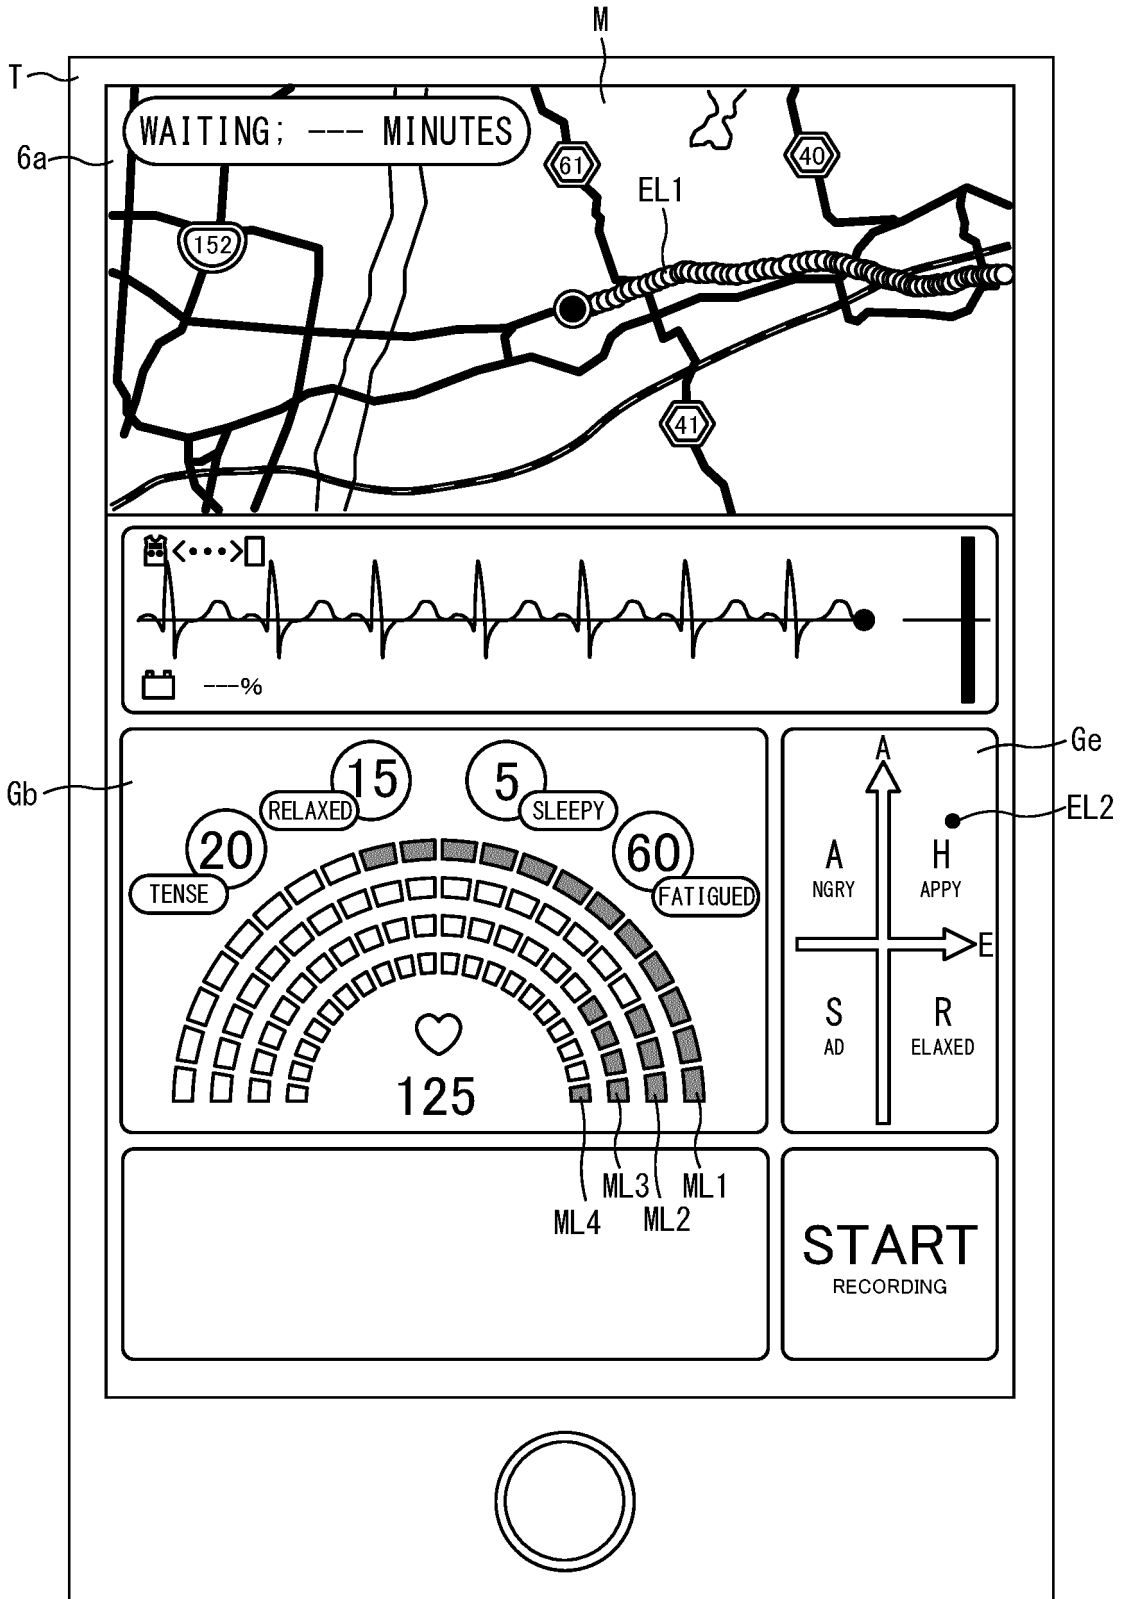 M
T
WAITING; --- MINUTES
6a
61
40
EL1
152
41
<•••>
---%
A
Ge
Gb
15
5
RELAXED
SLEEPY
EL2
20
60
TENSE
FATIGUED
A
NGRY
H
APPY
E
S
AD
R
ELAXED
125
ML3
ML1
ML4
ML2
START
RECORDING